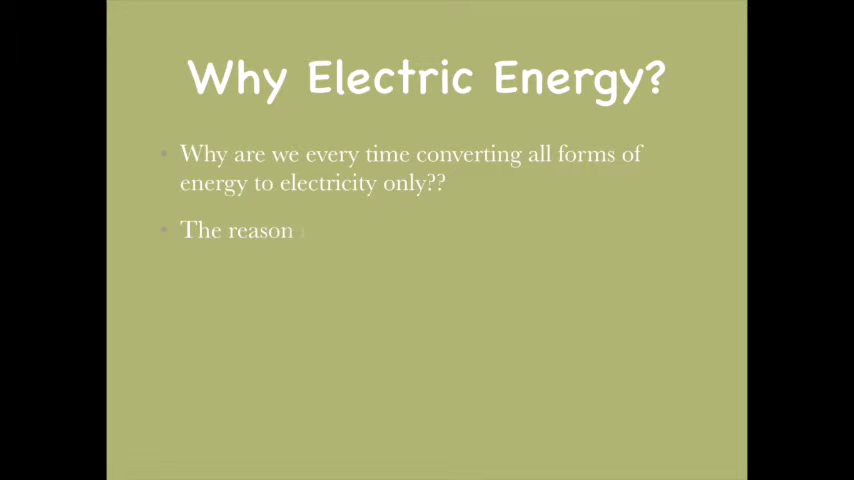 Why Electric Energy?
Why are we every time converting all forms of
energy to electricity only??
The reason